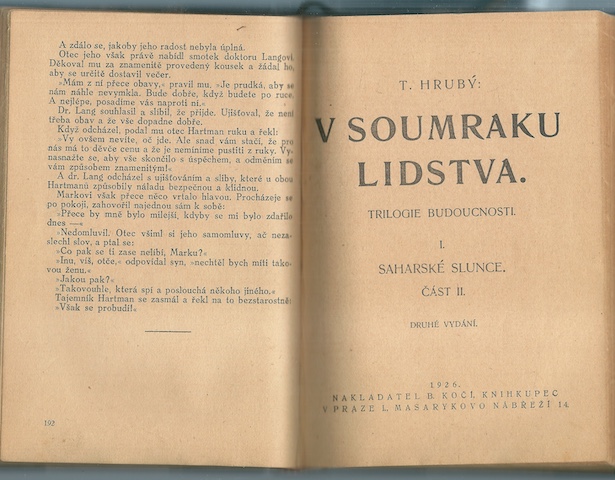 A zdálo se, jakoby jeho radost nebyla úplná.
Otec jeho však právě nabídl smotek doktoru Langovi.
Děkoval mu za znamenitě provedený kousek a žádal ho,
aby se určitě dostavil večer.
»Mám z ní přece obavy,« pravil mu, »Je prudká, aby se
nám náhle nevymkla. Bude dobře, když budete po ruce.
A nejlépe, posadíme vás naproti ní.«
Dr. Lang souhlasil a slíbil, že přijde. Ujišťoval, že není
třeba obav a že vše dopadne dobře.
Když odcházel, podal mu otec Hartman ruku a řekl:
»Vy ovšem nevíte, oč jde. Ale snad vám stačí, že pro
nás má to děvče cenu a že je nemíníme pustiti z ruky. Vy-
nasnažte se, aby vše skončilo s úspěchem, a odměním se
vám způsobem znamenitým!«
A dr. Lang odcházel s ujišťováním a sliby, které u obou
Hartmanů způsobily náladu bezpečnou a klidnou.
Markovi však přece něco vrtalo hlavou. Procházeje se
po pokoji, zahovořil najednou sám k sobě:
»Přece by mně bylo milejší, kdyby se mi bylo zdařilo
dnes —«
Nedomluvil. Otec všiml si jeho samomluvy, ač neza-
slechl slov, a ptal se:
»Co pak se ti zase nelíbí, Marku?«
»Inu, víš, otče,« odpovídal syn, »nechtěl bych míti tako-
vou ženu.«
»Jakou pak?«
»Takovouhle, která spí a poslouchá někoho jiného.«
Tajemník Hartman se zasmál a řekl na to bezstarostně:
»Však se probudí!«
192
T. HRUBÝ:
V SOUMRAKU
LIDSTVA.
TRILOGIE BUDOUCNOSTI.
I.
SAHARSKÉ SLUNCE.
ČÁST II.
DRUHÉ VYDÁNÍ.
1926.
NAKLADATEL B. KOČÍ, KNIHKUPEC
V PRAZE I., MASARYKOVO NÁBŘEŽÍ 14.